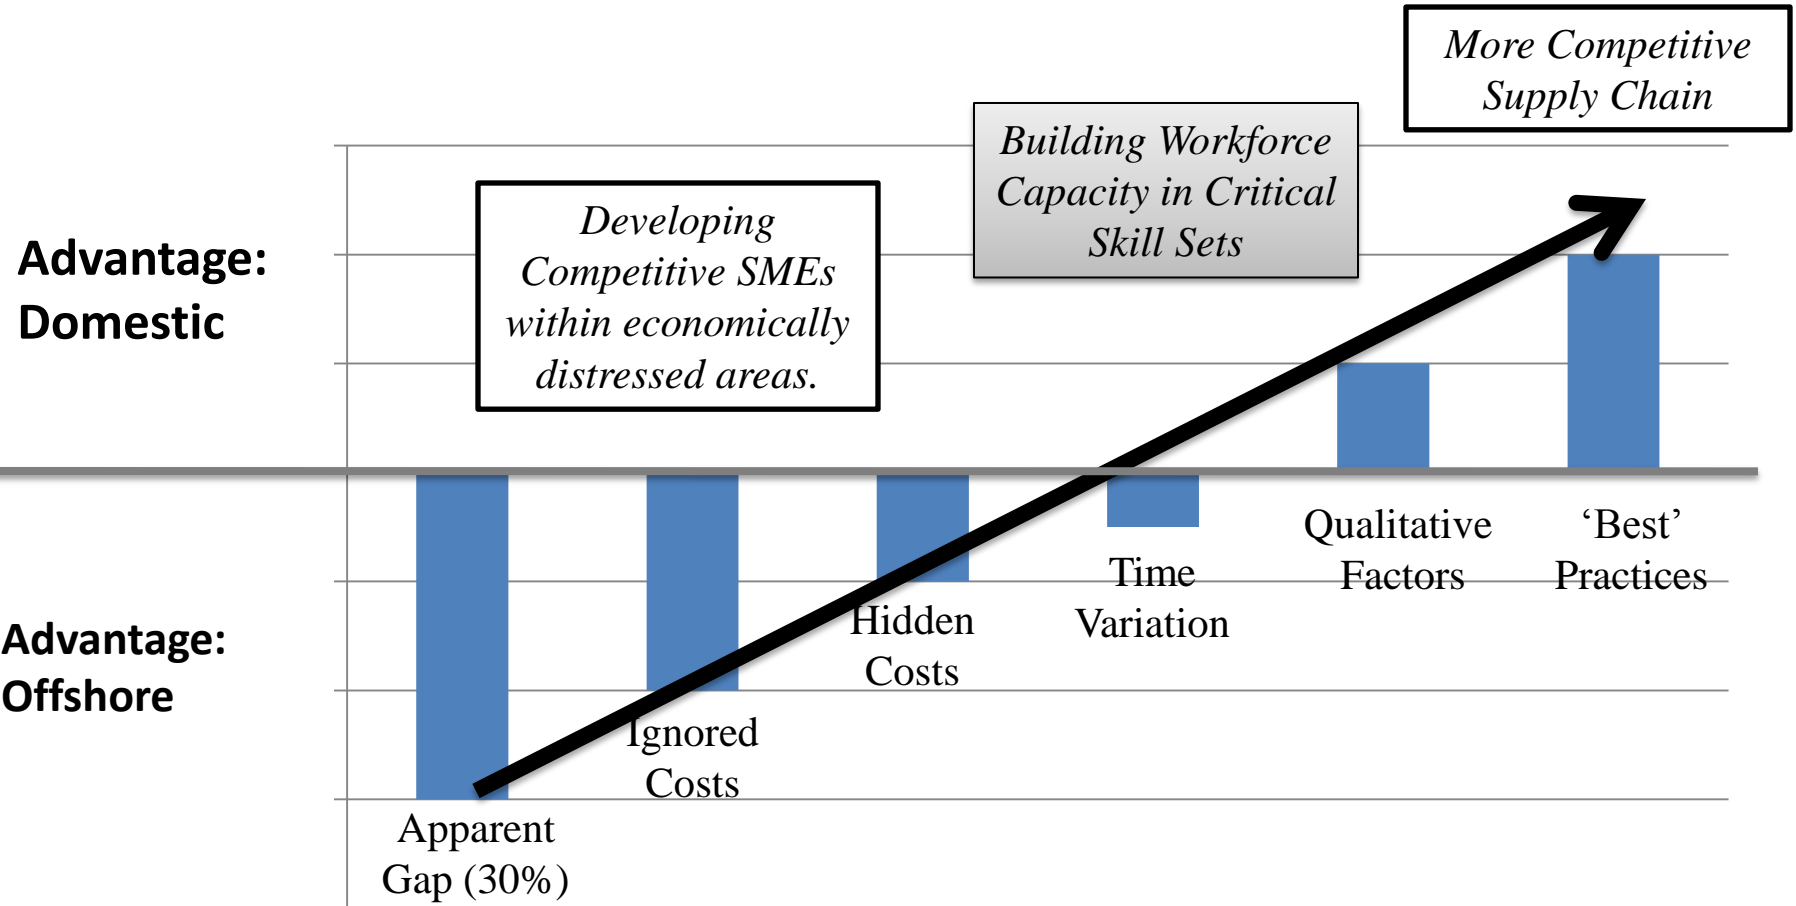 More Competitive
Supply Chain
Building Workforce
Capacity in Critical
Skill Sets
Developing
Competitive SMEs
within economically
distressed areas.
Advantage:
Domestic
Advantage:
Offshore
Apparent
Gap (30%)
Ignored
Costs
Hidden
Costs
Time
Variation
Qualitative
Factors
‘Best’
Practices